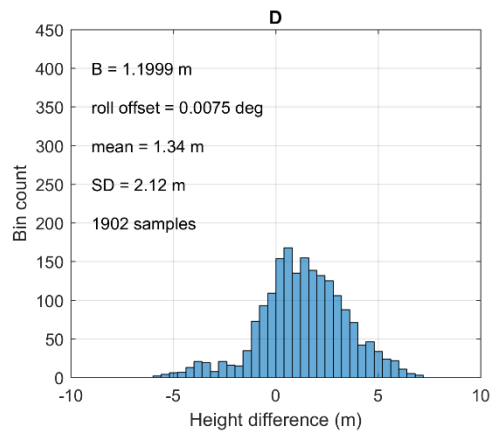 D
450
400
350
300
250
200
150
100
50
0
Bin count
B = 1.1999 m
roll offset = 0.0075 deg
mean = 1.34 m
SD = 2.12 m
1902 samples
-10 -5 0 5 10
Height difference (m)